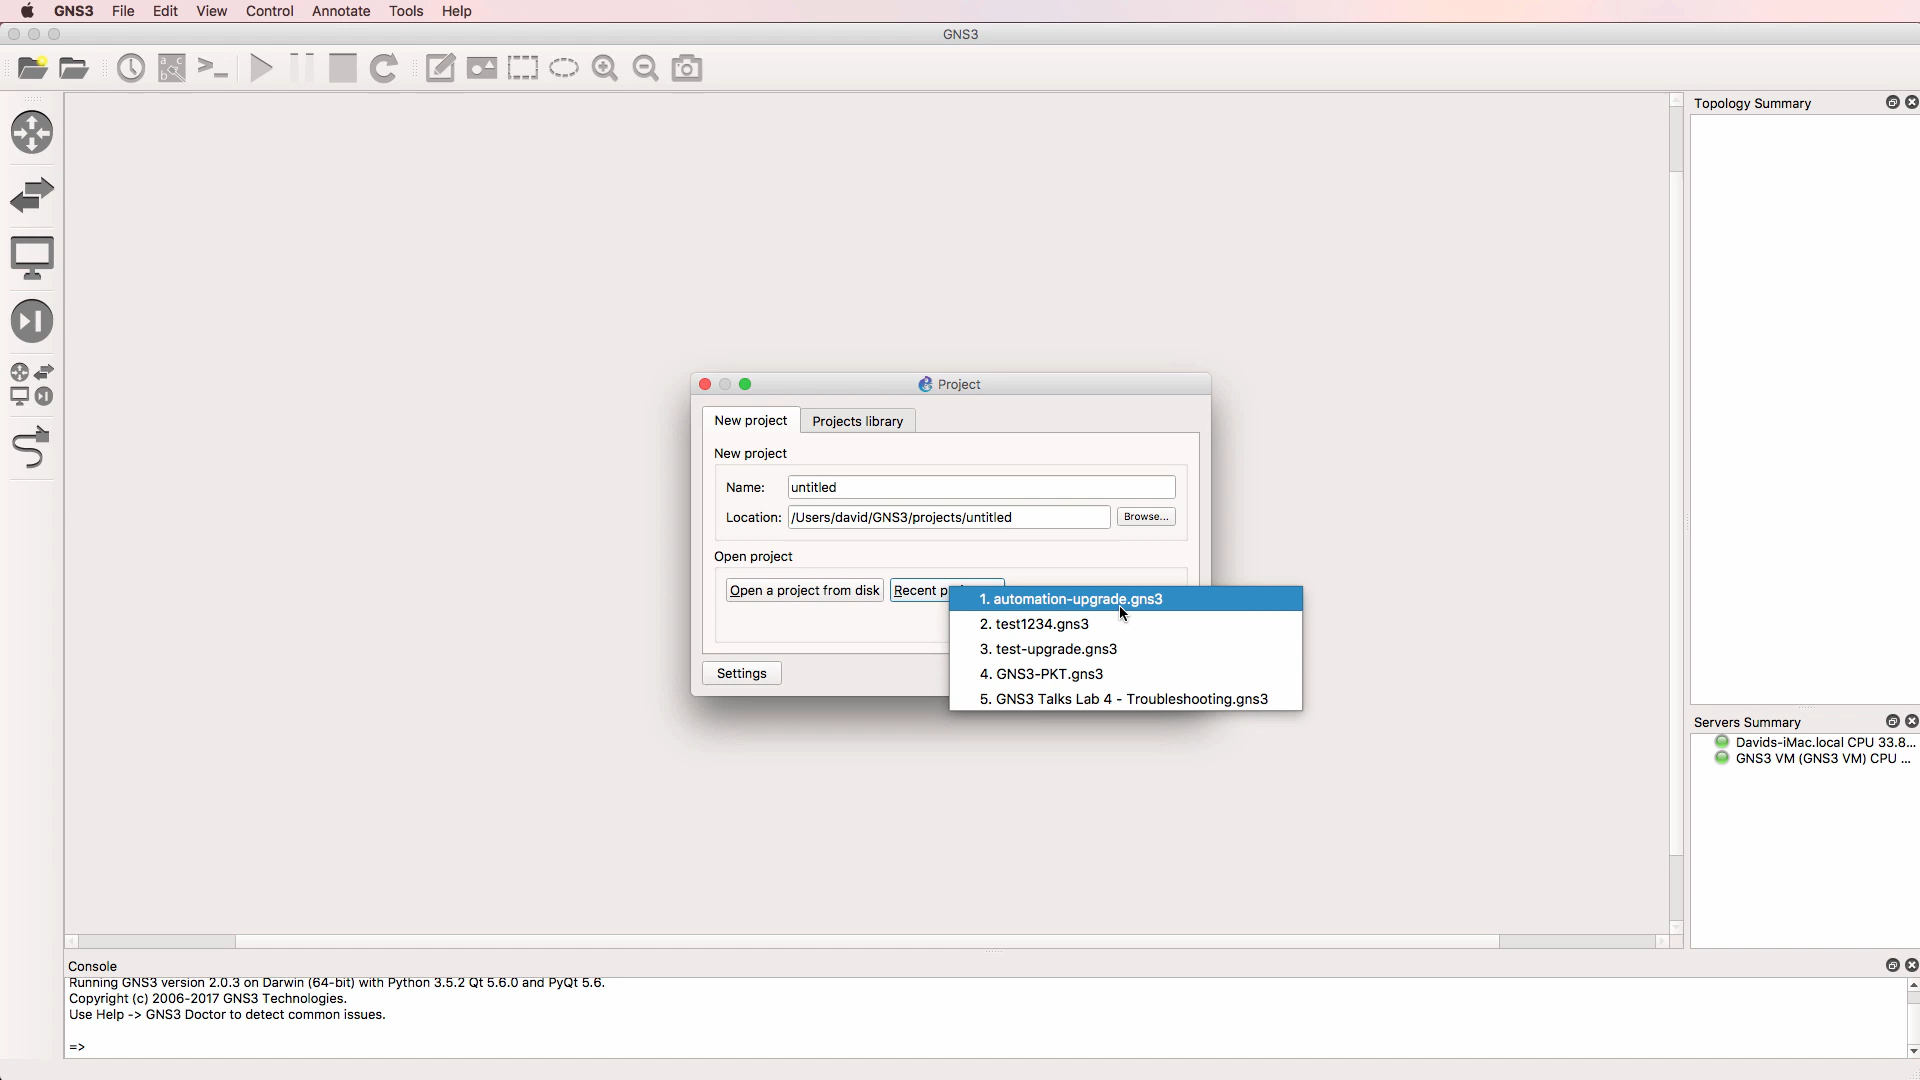 GNS3 File Edit View Control Annotate Tools Help
GNS3
Topology Summary
Project
New project Projects library
New project
Name: untitled
Location: /Users/david/GNS3/projects/untitled Browse...
Open project
Open a project from disk Recent p
1. automation-upgrade.gns3
2. test1234.gns3
3. test-upgrade.gns3
4. GNS3-PKT.gns3
5. GNS3 Talks Lab 4 - Troubleshooting.gns3
Settings
Servers Summary
Davids-iMac.local CPU 33.8...
GNS3 VM (GNS3 VM) CPU ...
Console
Running GNS3 version 2.0.3 on Darwin (64-bit) with Python 3.5.2 Qt 5.6.0 and PyQt 5.6.
Copyright (c) 2006-2017 GNS3 Technologies.
Use Help -> GNS3 Doctor to detect common issues.
=>